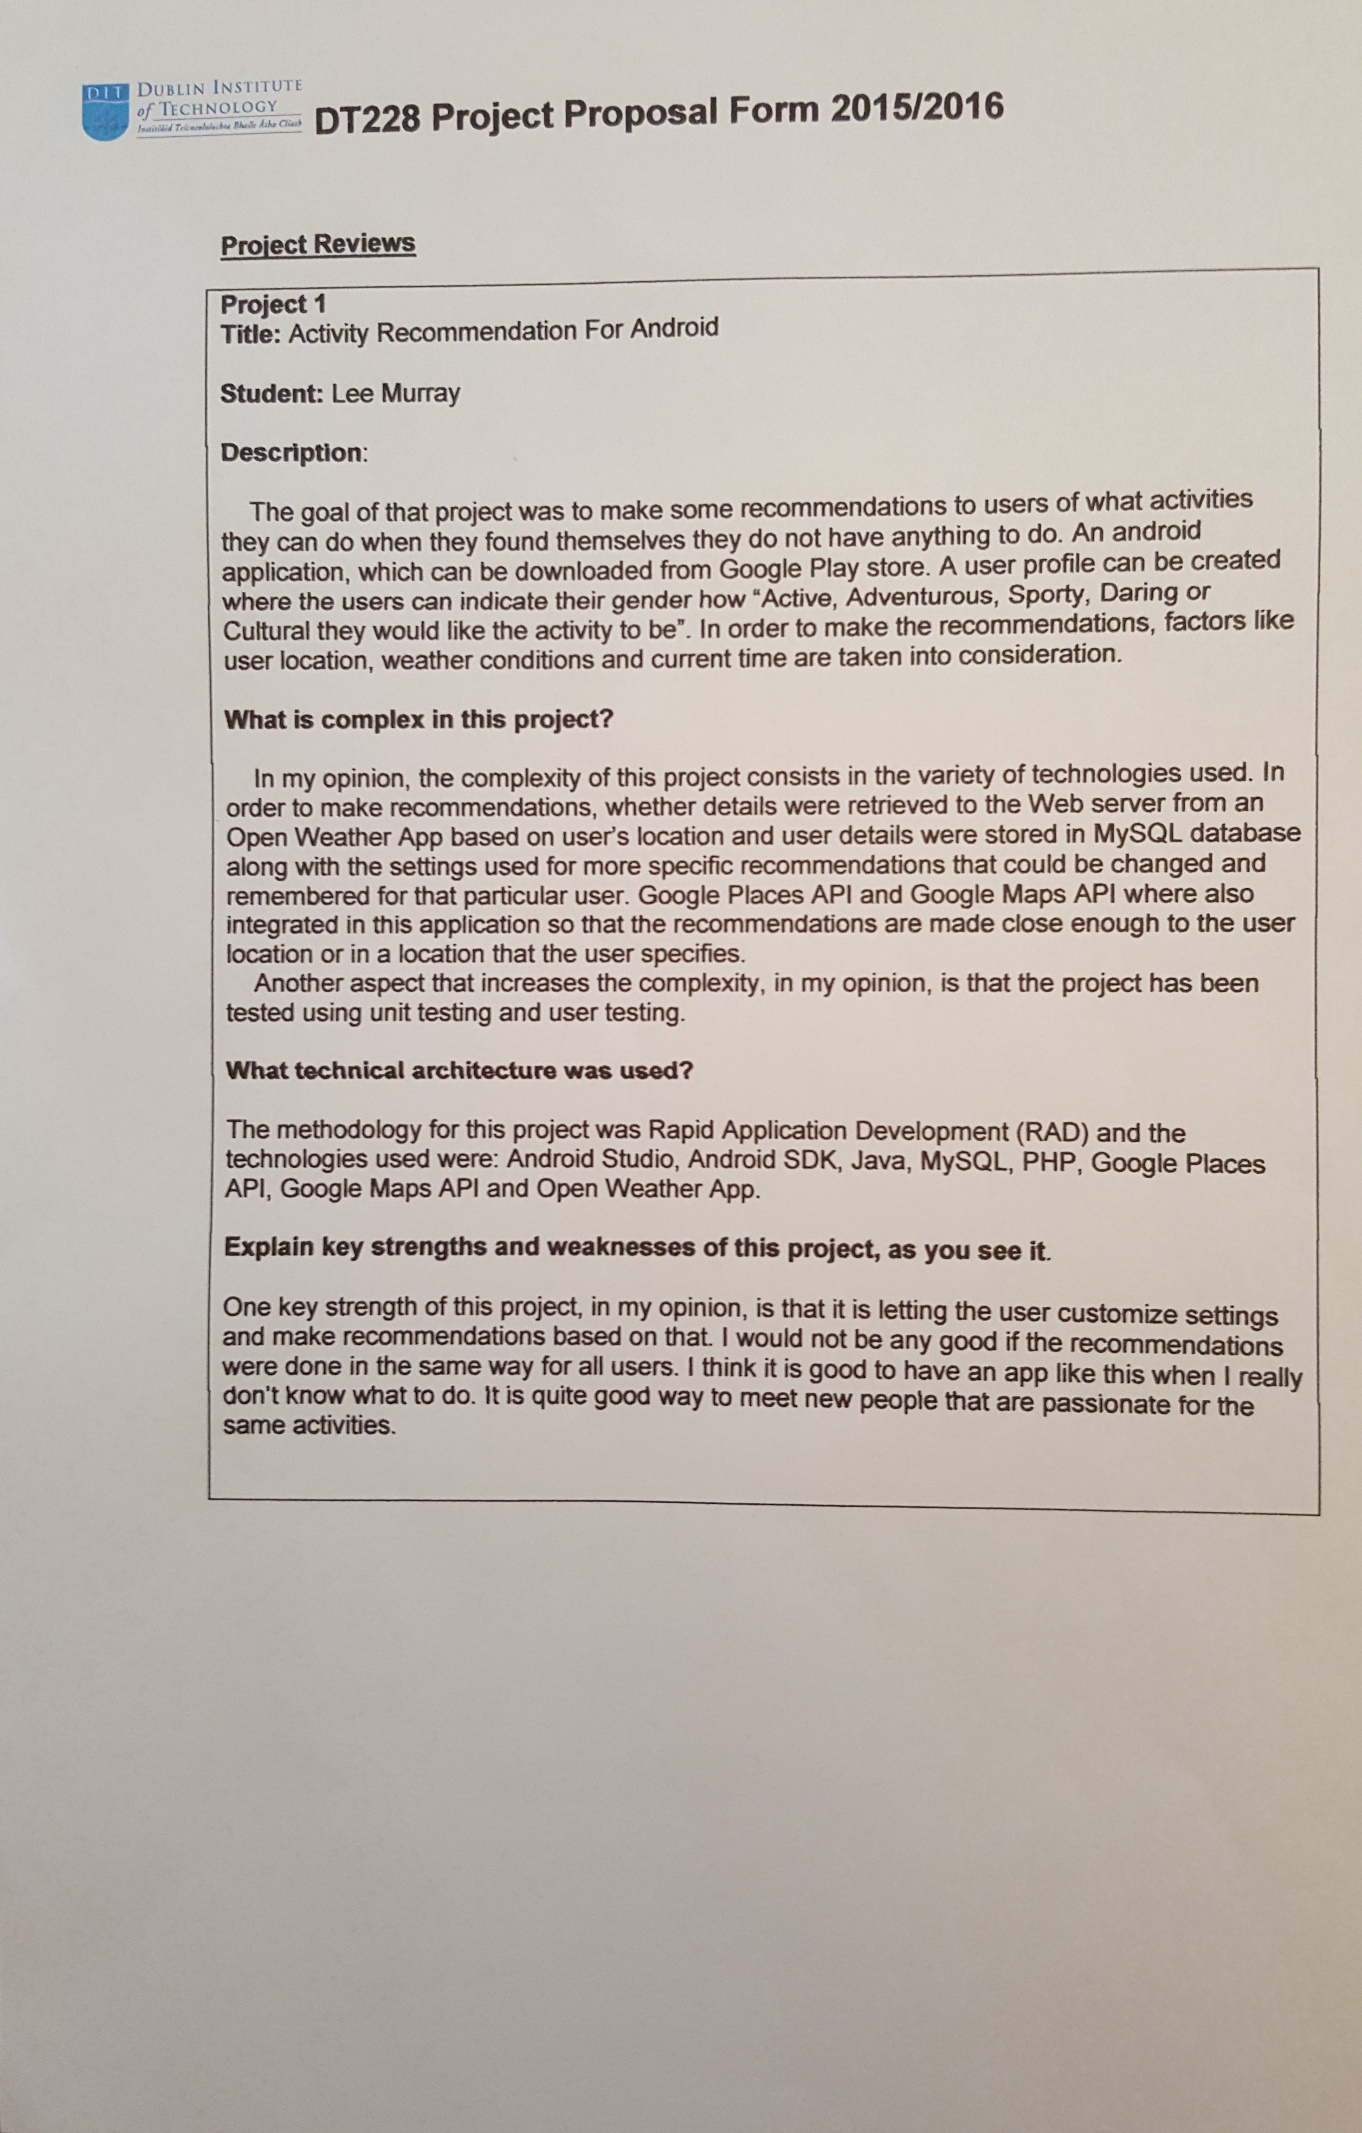 DIT DUBLIN INSTITUTE
of TECHNOLOGY
Institiúid Teicneolaíochta Bhaile Átha Cliath
DT228 Project Proposal Form 2015/2016
Project Reviews
Project 1
Title: Activity Recommendation For Android
Student: Lee Murray
Description:
The goal of that project was to make some recommendations to users of what activities
they can do when they found themselves they do not have anything to do. An android
application, which can be downloaded from Google Play store. A user profile can be created
where the users can indicate their gender how “Active, Adventurous, Sporty, Daring or
Cultural they would like the activity to be”. In order to make the recommendations, factors like
user location, weather conditions and current time are taken into consideration.
What is complex in this project?
In my opinion, the complexity of this project consists in the variety of technologies used. In
order to make recommendations, whether details were retrieved to the Web server from an
Open Weather App based on user's location and user details were stored in MySQL database
along with the settings used for more specific recommendations that could be changed and
remembered for that particular user. Google Places API and Google Maps API where also
integrated in this application so that the recommendations are made close enough to the user
location or in a location that the user specifies.
Another aspect that increases the complexity, in my opinion, is that the project has been
tested using unit testing and user testing.
What technical architecture was used?
The methodology for this project was Rapid Application Development (RAD) and the
technologies used were: Android Studio, Android SDK, Java, MySQL, PHP, Google Places
API, Google Maps API and Open Weather App.
Explain key strengths and weaknesses of this project, as you see it.
One key strength of this project, in my opinion, is that it is letting the user customize settings
and make recommendations based on that. I would not be any good if the recommendations
were done in the same way for all users. I think it is good to have an app like this when I really
don't know what to do. It is quite good way to meet new people that are passionate for the
same activities.